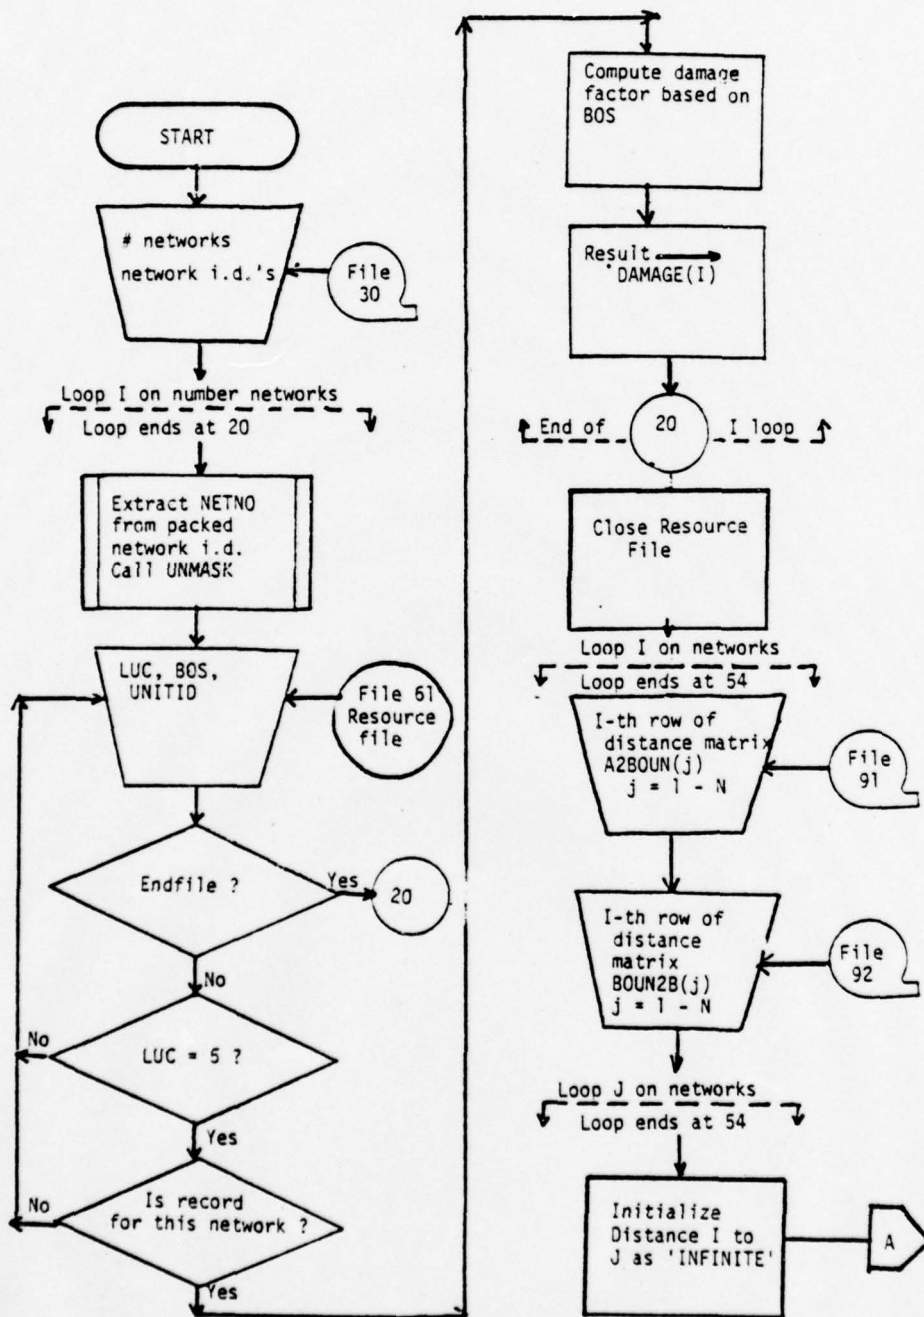 START
# networks
network i.d.'s
File
30
Loop I on number networks
Loop ends at 20
Extract NETNO
from packed
network i.d.
Call UNMASK
LUC, BOS,
UNITID
File 61
Resource
file
Endfile ?
Yes
20
No
LUC = 5 ?
No
Yes
Is record
for this network ?
No
Yes
Compute damage
factor based on
BOS
Result
DAMAGE(I)
End of
20
I loop
Close Resource
File
Loop I on networks
Loop ends at 54
I-th row of
distance matrix
A2BOUN(j)
j = 1 - N
File
91
I-th row of
distance
matrix
BOUN2B(j)
j = 1 - N
File
92
Loop J on networks
Loop ends at 54
Initialize
Distance I to
J as 'INFINITE'
A